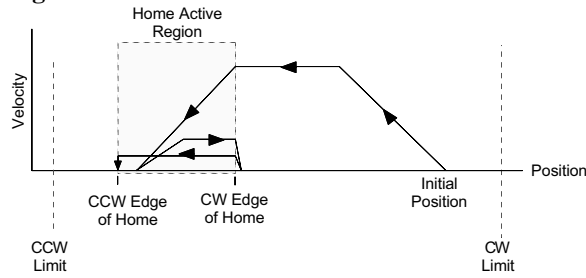 Home Active
Region
Velocity
Position
CCW Edge
of Home
CW Edge
of Home
Initial
Position
CCW
Limit
CW
Limit